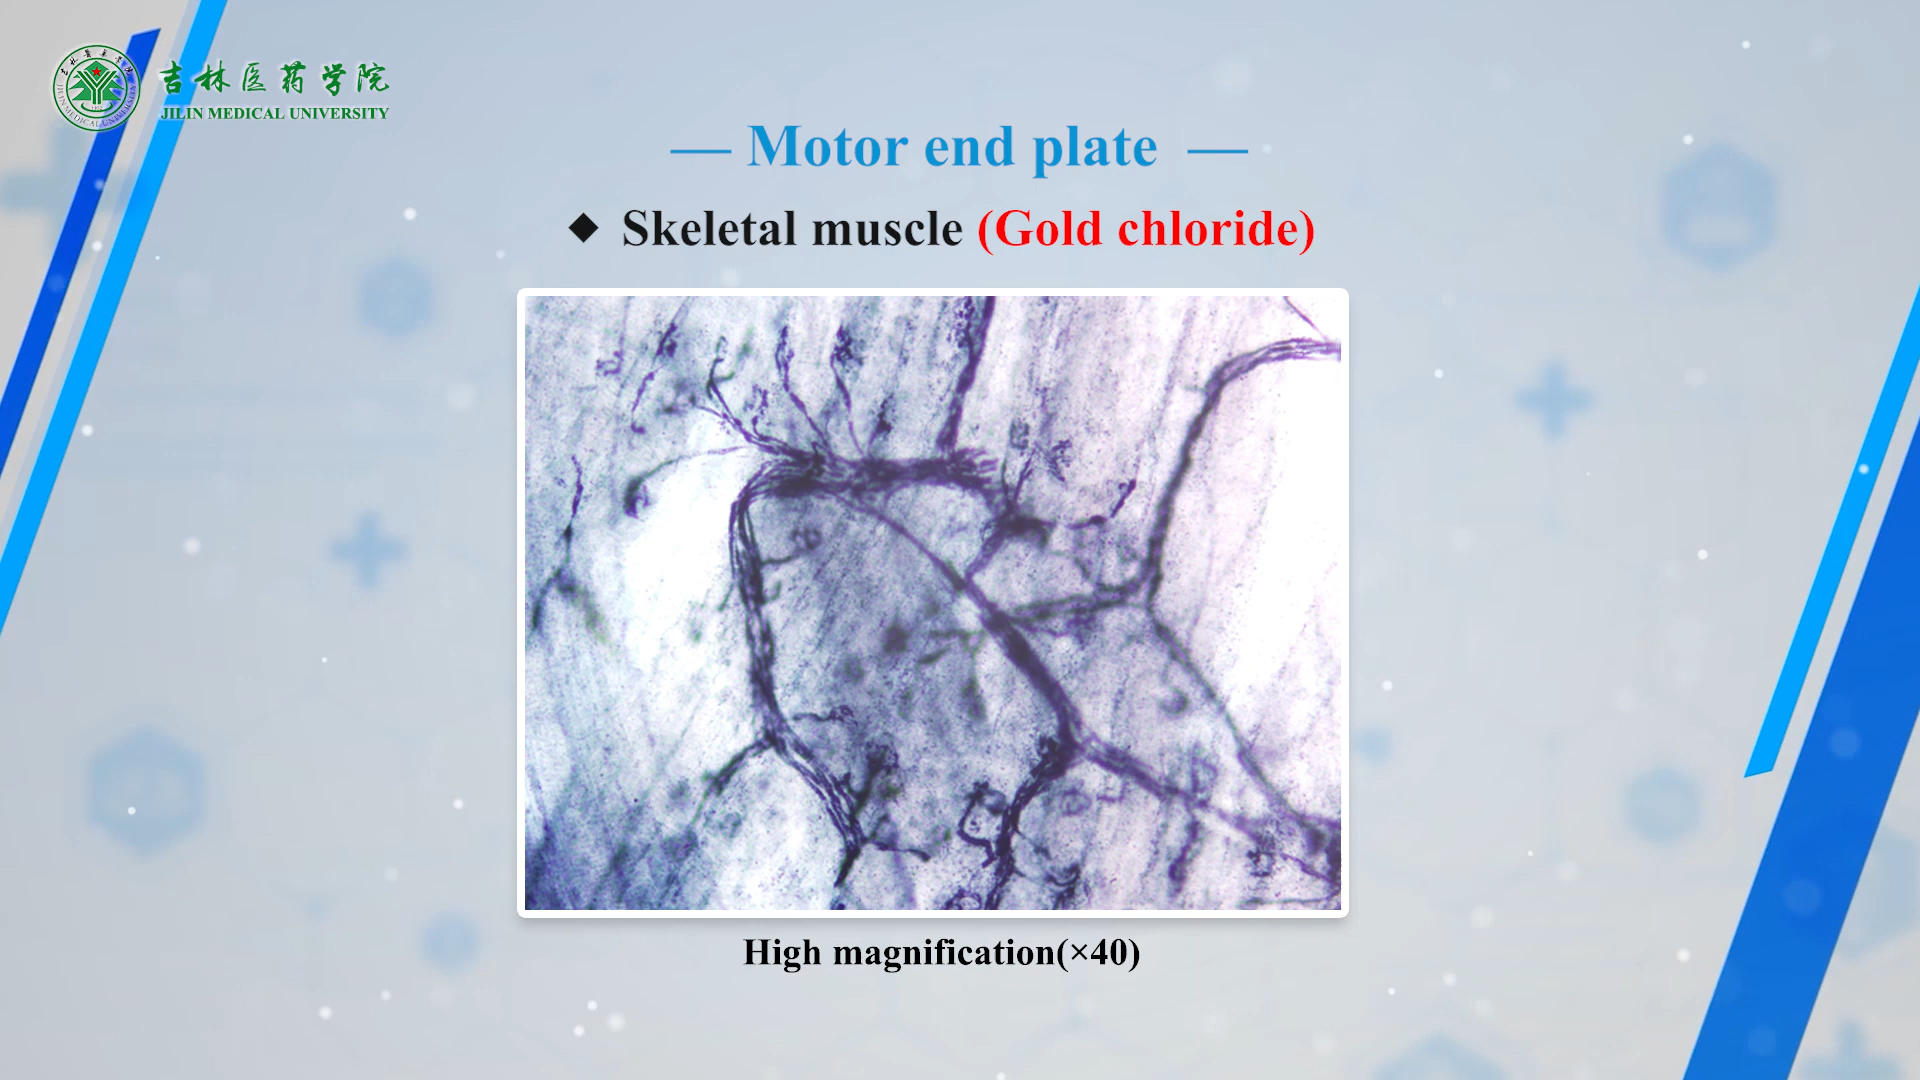 吉林医药学院
JILIN MEDICAL UNIVERSITY
— Motor end plate —
◆ Skeletal muscle (Gold chloride)
High magnification(×40)